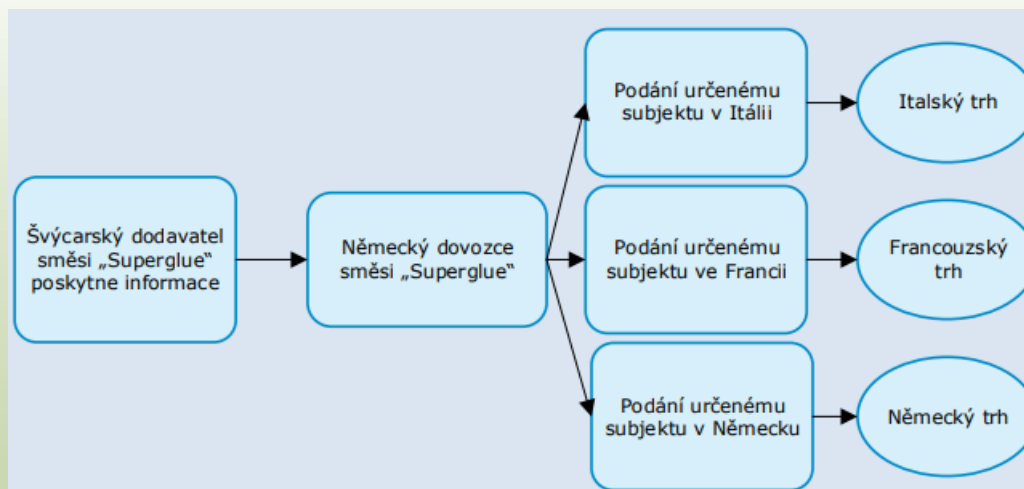 Švýcarský dodavatel
směsi „Superglue“
poskytne informace
Německý dovozce
směsi „Superglue“
Podání určenému
subjektu v Itálii
Italský trh
Podání určenému
subjektu ve Francii
Francouzský
trh
Podání určenému
subjektu v Německu
Německý trh